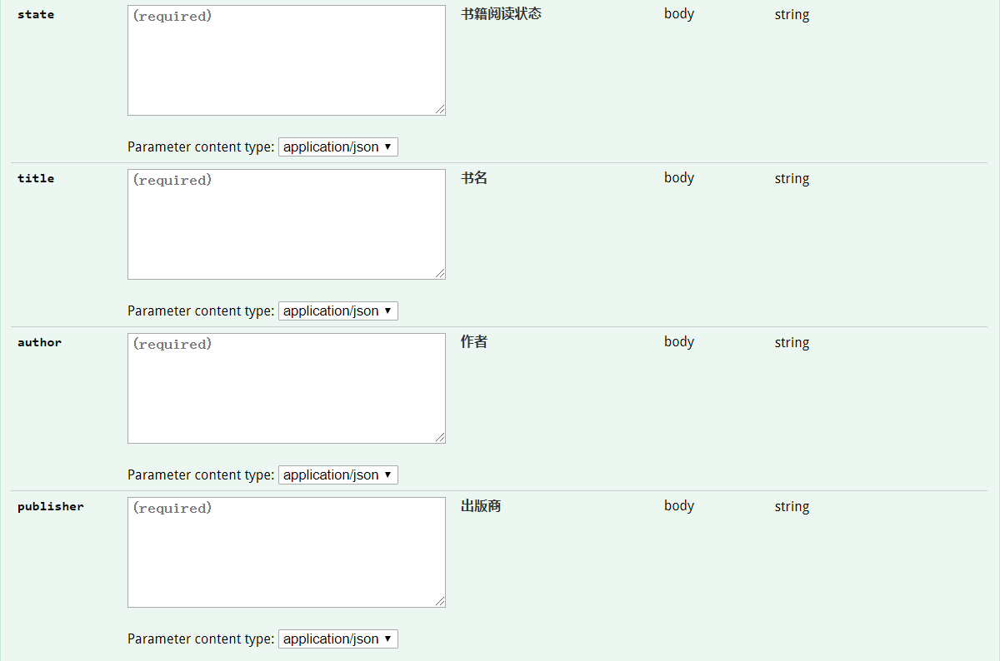 state (required) 书籍阅读状态 body string
Parameter content type: application/json
title (required) 书名 body string
Parameter content type: application/json
author (required) 作者 body string
Parameter content type: application/json
publisher (required) 出版商 body string
Parameter content type: application/json